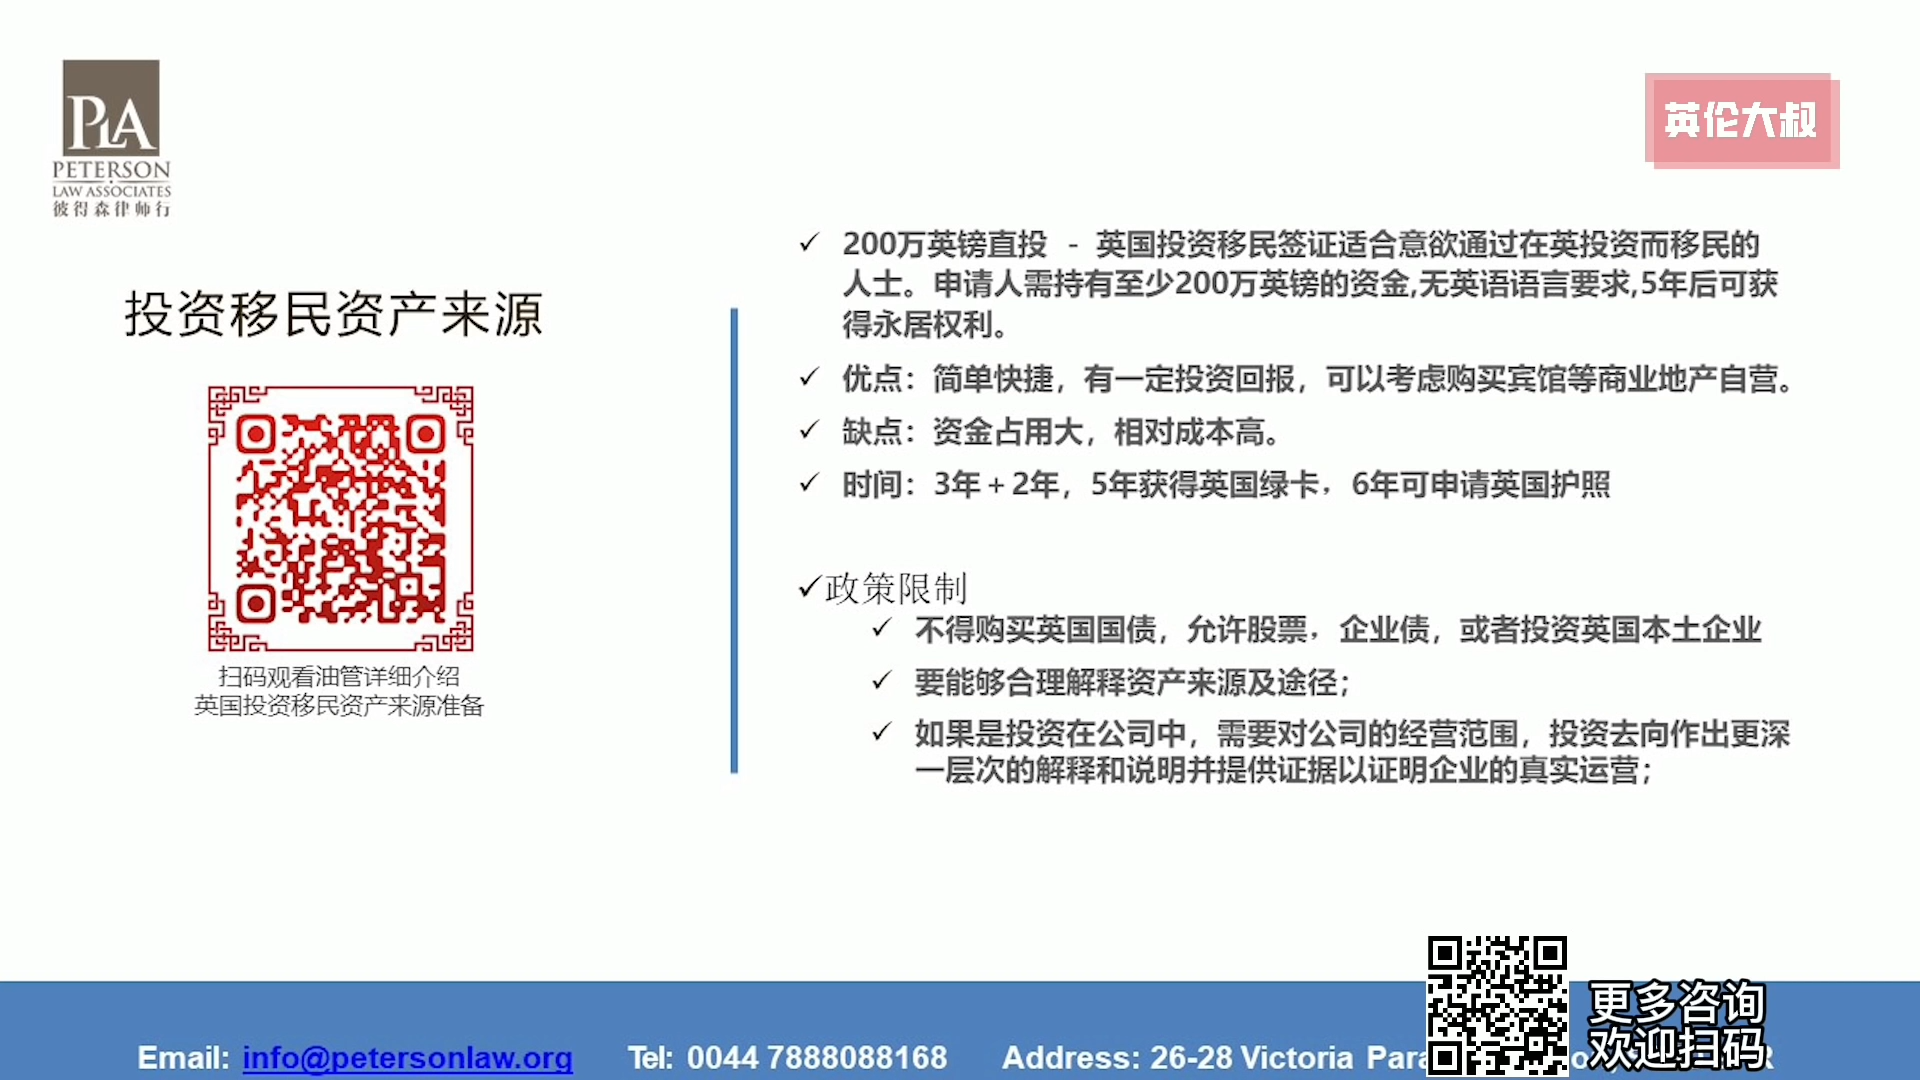 PLA
PETERSON
LAW ASSOCIATES
彼得森律师行
英伦大叔
投资移民资产来源
扫码观看油管详细介绍
英国投资移民资产来源准备
✓ 200万英镑直投 - 英国投资移民签证适合意欲通过在英投资而移民的
人士。申请人需持有至少200万英镑的资金,无英语语言要求,5年后可获
得永居权利。
✓ 优点：简单快捷，有一定投资回报，可以考虑购买宾馆等商业地产自营。
✓ 缺点：资金占用大，相对成本高。
✓ 时间：3年＋2年，5年获得英国绿卡，6年可申请英国护照
✓政策限制
✓ 不得购买英国国债，允许股票，企业债，或者投资英国本土企业
✓ 要能够合理解释资产来源及途径；
✓ 如果是投资在公司中，需要对公司的经营范围，投资去向作出更深
一层次的解释和说明并提供证据以证明企业的真实运营；
Email: info@petersonlaw.org Tel: 0044 7888088168 Address: 26-28 Victoria
更多咨询
欢迎扫码